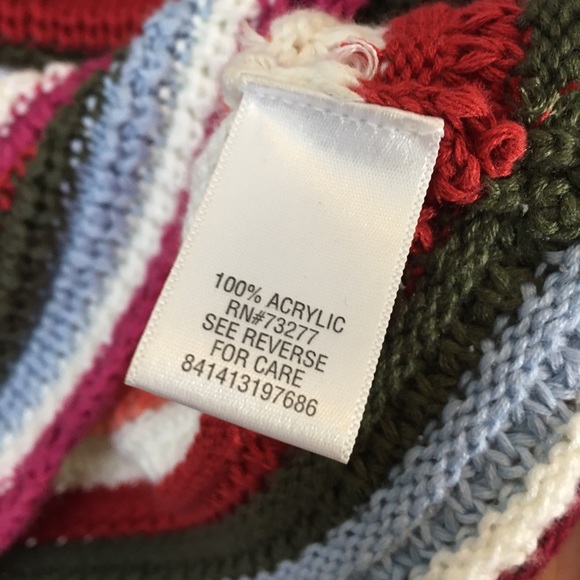 100% ACRYLIC
RN#73277
SEE REVERSE
FOR CARE
841413197686